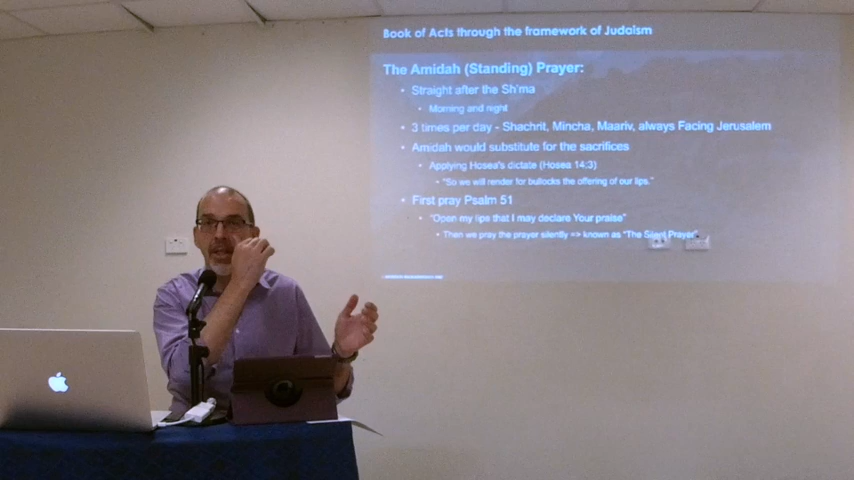 Book of Acts through the framework of Judaism
The Amidah (Standing) Prayer:
• Straight after the Sh'ma
• Morning and night
• 3 times per day - Shachrit, Mincha, Maariv, always Facing Jerusalem
• Amidah would substitute for the sacrifices
• Applying Hosea's dictate (Hosea 14:3)
• "So we will render for bullocks the offering of our lips."
• First pray Psalm 51
• "Open my lips that I may declare Your praise"
• Then we pray the prayer silently => known as "The Silent Prayer"